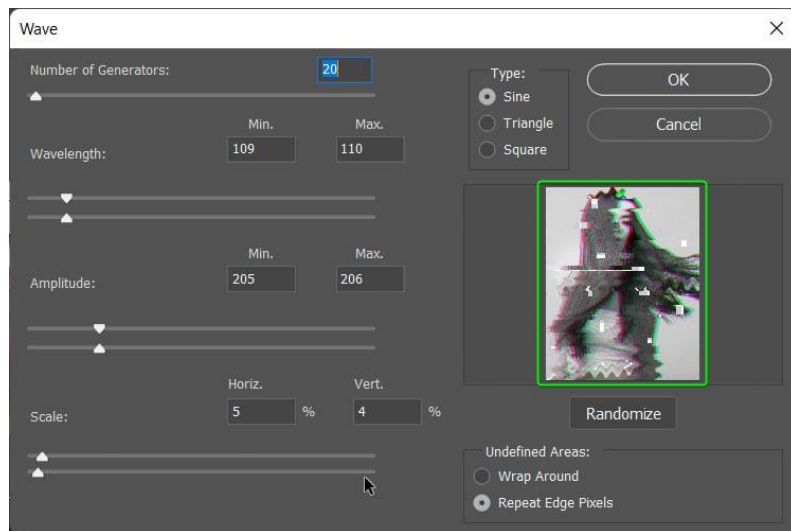 Wave
Number of Generators: 20
Min. Max.
Wavelength: 109 110
Min. Max.
Amplitude: 205 206
Horiz. Vert.
Scale: 5 % 4 %
Type:
Sine
Triangle
Square
OK
Cancel
Randomize
Undefined Areas:
Wrap Around
Repeat Edge Pixels